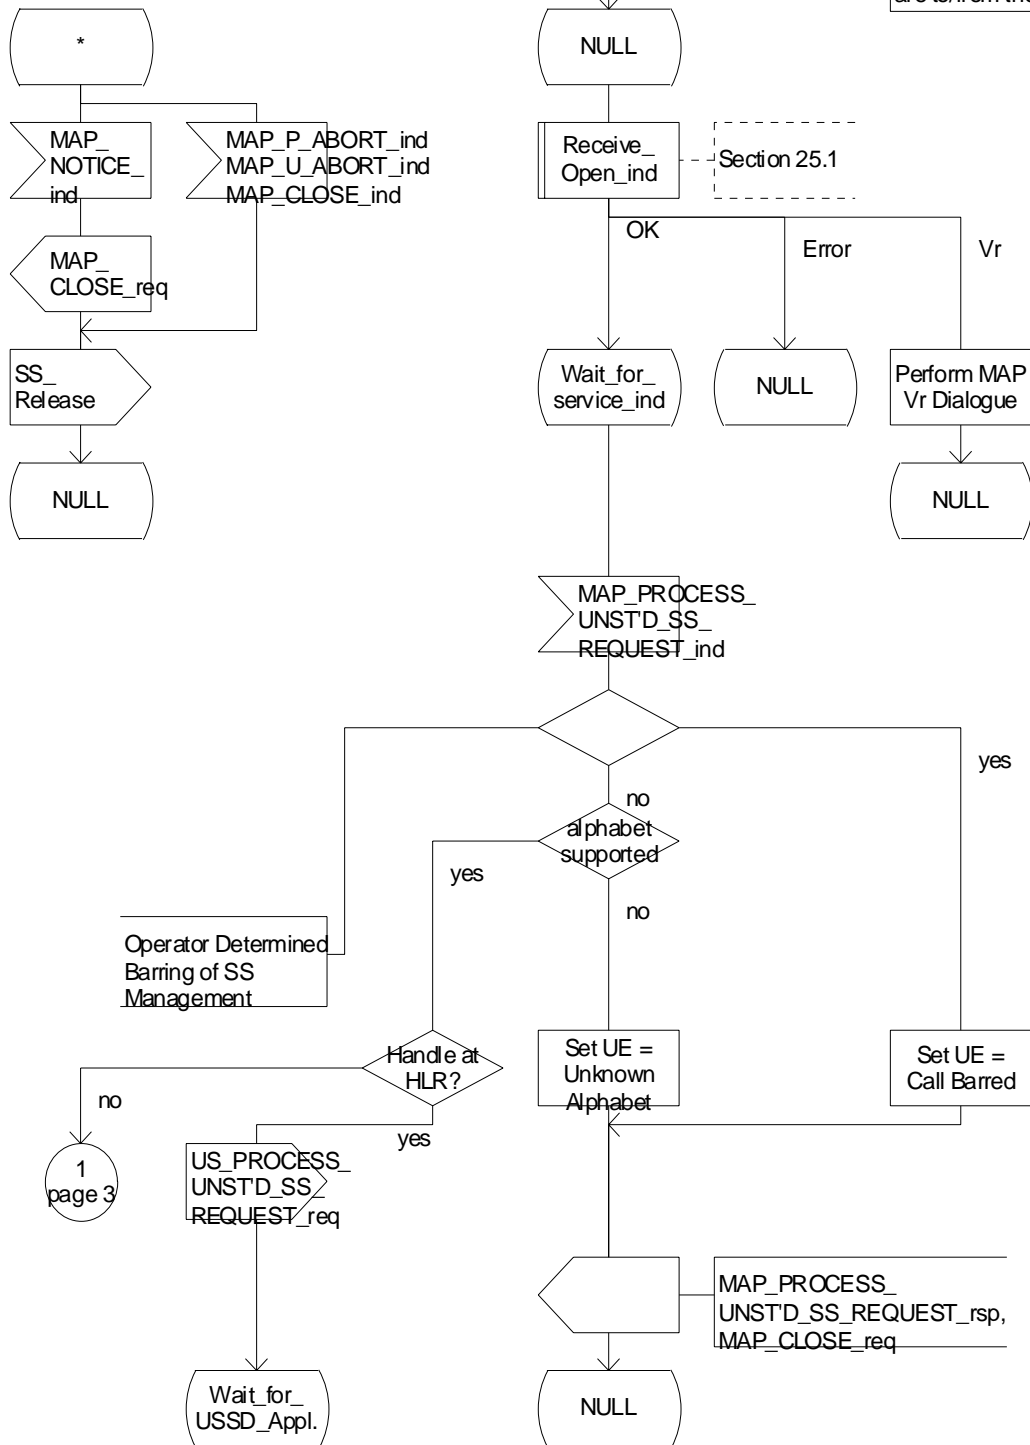 *
MAP_
NOTICE_
ind
MAP_P_ABORT_ind
MAP_U_ABORT_ind
MAP_CLOSE_ind
MAP_
CLOSE_req
SS_
Release
NULL
NULL
Receive_
Open_ind
Section 25.1
OK
Error
Vr
Wait_for_
service_ind
NULL
Perform MAP
Vr Dialogue
NULL
MAP_PROCESS_
UNST'D_SS_
REQUEST_ind
yes
no
alphabet
supported
yes
no
Operator Determined
Barring of SS
Management
Handle at
HLR?
no
yes
Set UE =
Unknown
Alphabet
Set UE =
Call Barred
1
page 3
US_PROCESS_
UNST'D_SS_
REQUEST_req
MAP_PROCESS_
UNST'D_SS_REQUEST_rsp,
MAP_CLOSE_req
Wait_for_
USSD_Appl.
NULL